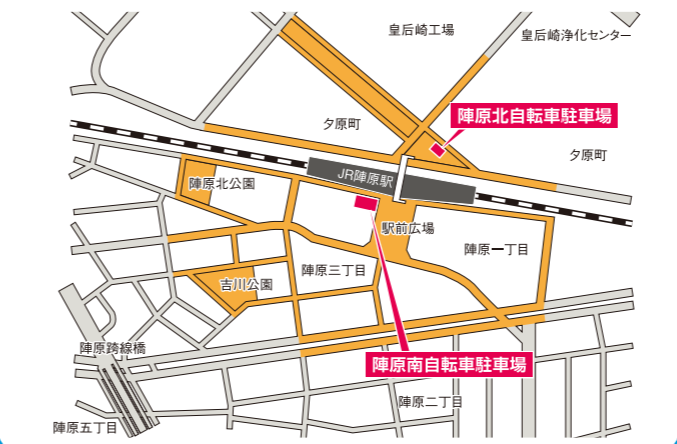 皇后崎工場
皇后崎浄化センター
陣原北自転車駐車場
夕原町
夕原町
JR陣原駅
陣原北公園
駅前広場
陣原一丁目
陣原三丁目
吉川公園
陣原跨線橋
陣原南自転車駐車場
陣原二丁目
陣原五丁目